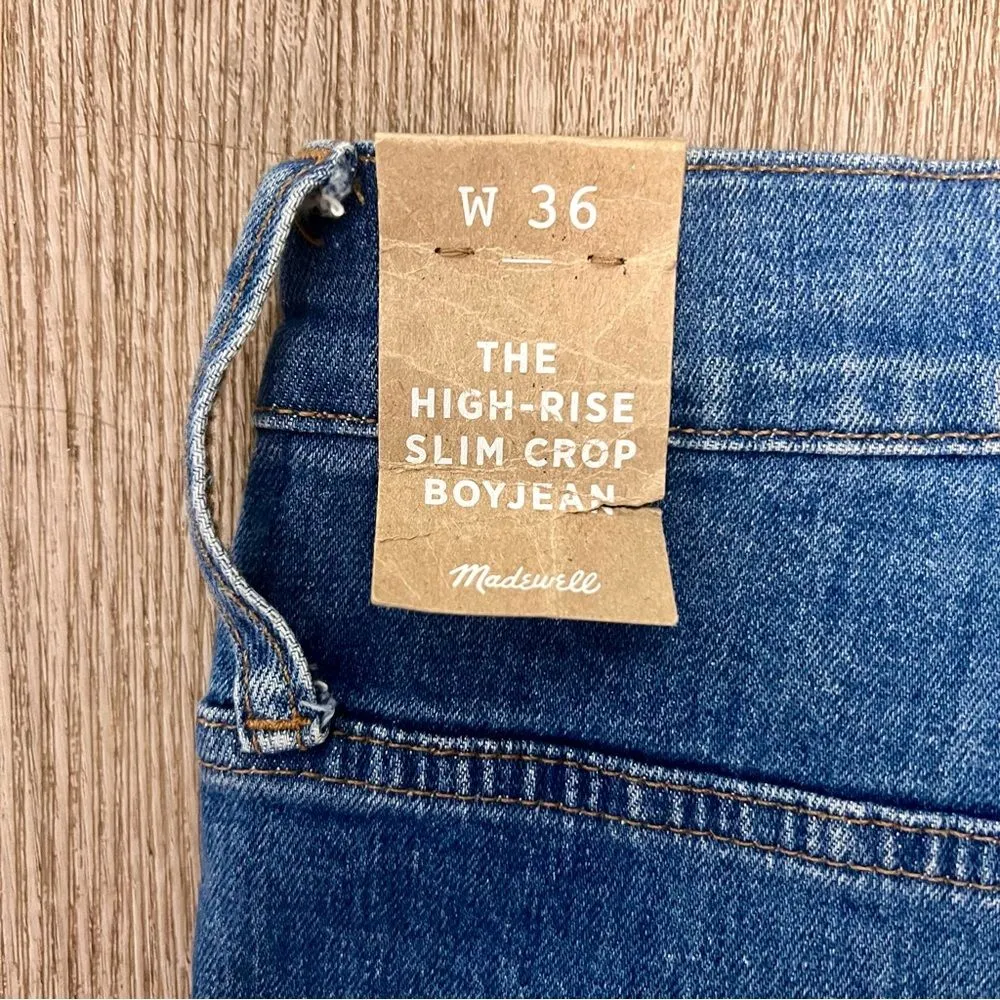 W 36
THE
HIGH-RISE
SLIM CROP
BOYJEAN
Madewell